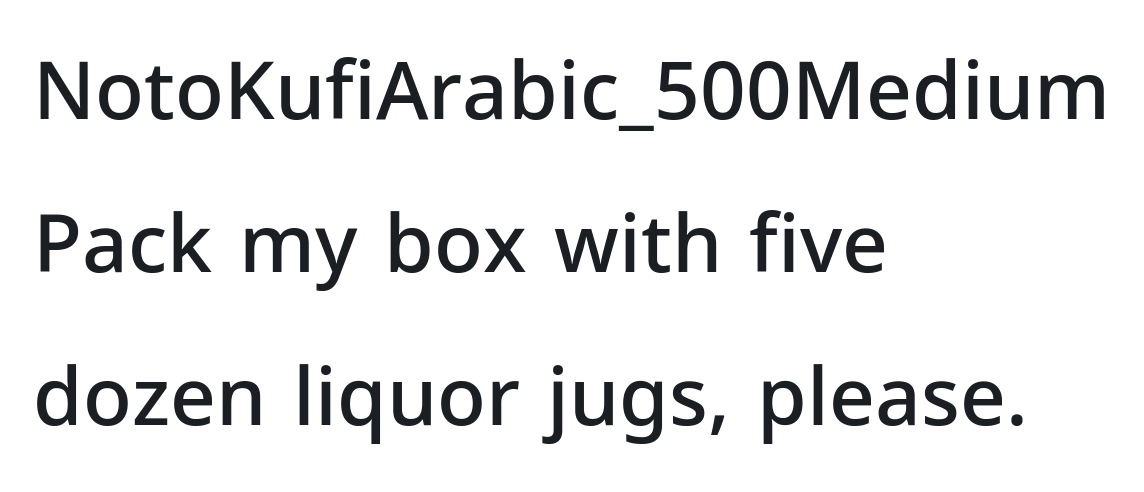 NotoKufiArabic_500Medium
Pack my box with five
dozen liquor jugs, please.